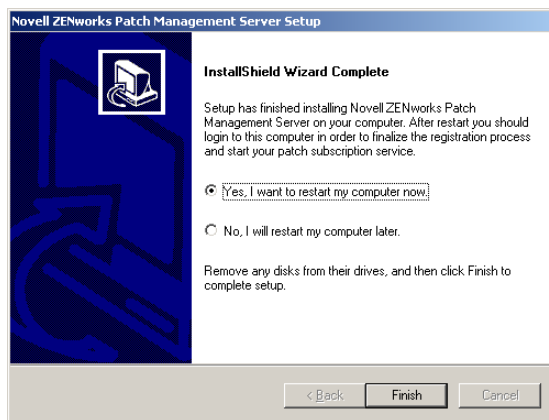 Novell ZENworks Patch Management Server Setup
InstallShield Wizard Complete
Setup has finished installing Novell ZENworks Patch
Management Server on your computer. After restart you should
login to this computer in order to finalize the registration process
and start your patch subscription service.
Yes, I want to restart my computer now.
No, I will restart my computer later.
Remove any disks from their drives, and then click Finish to
complete setup.
< Back
Finish
Cancel